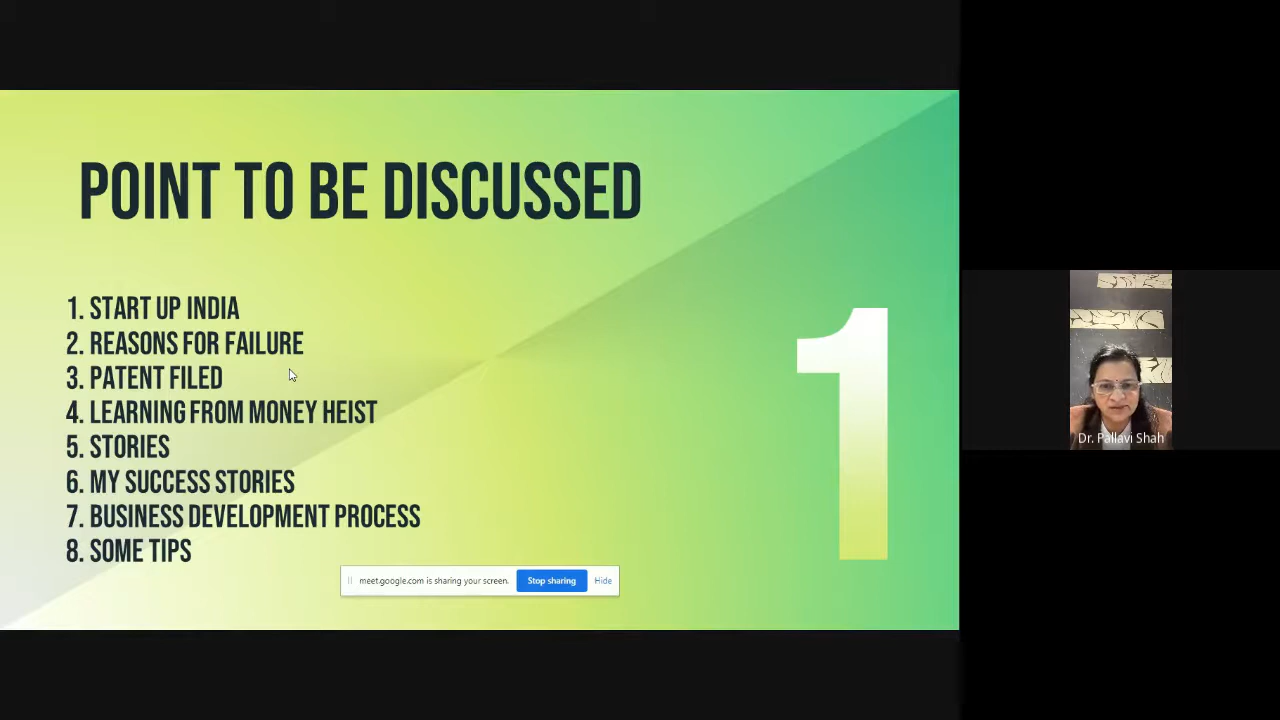 POINT TO BE DISCUSSED
1. START UP INDIA
2. REASONS FOR FAILURE
3. PATENT FILED
4. LEARNING FROM MONEY HEIST
5. STORIES
6. MY SUCCESS STORIES
7. BUSINESS DEVELOPMENT PROCESS
8. SOME TIPS
1
meet.google.com is sharing your screen. Stop sharing Hide
Dr. Pallavi Shah